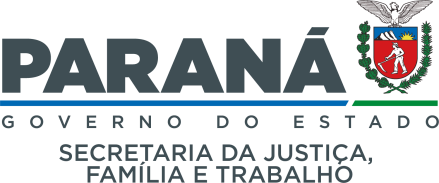 PARANÁ
GOVERNO DO ESTADO
SECRETARIA DA JUSTIÇA,
FAMÍLIA E TRABALHO